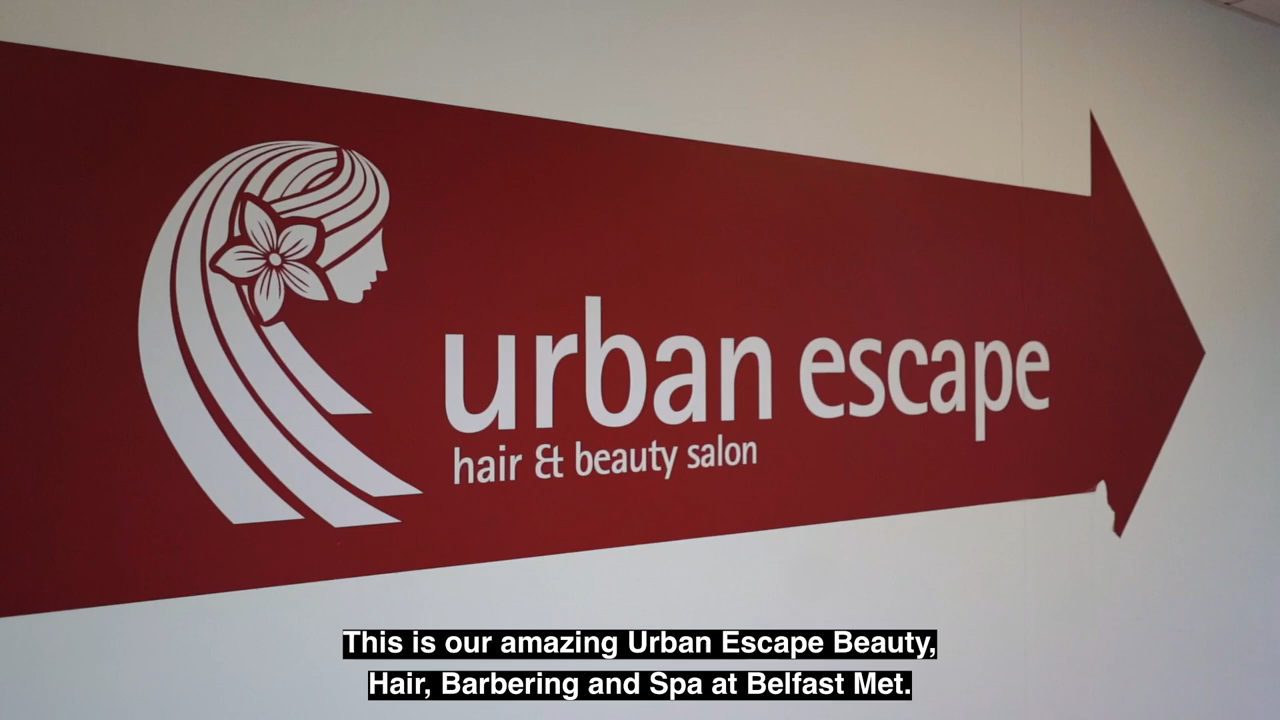 urban escape
hair & beauty salon
This is our amazing Urban Escape Beauty,
Hair, Barbering and Spa at Belfast Met.